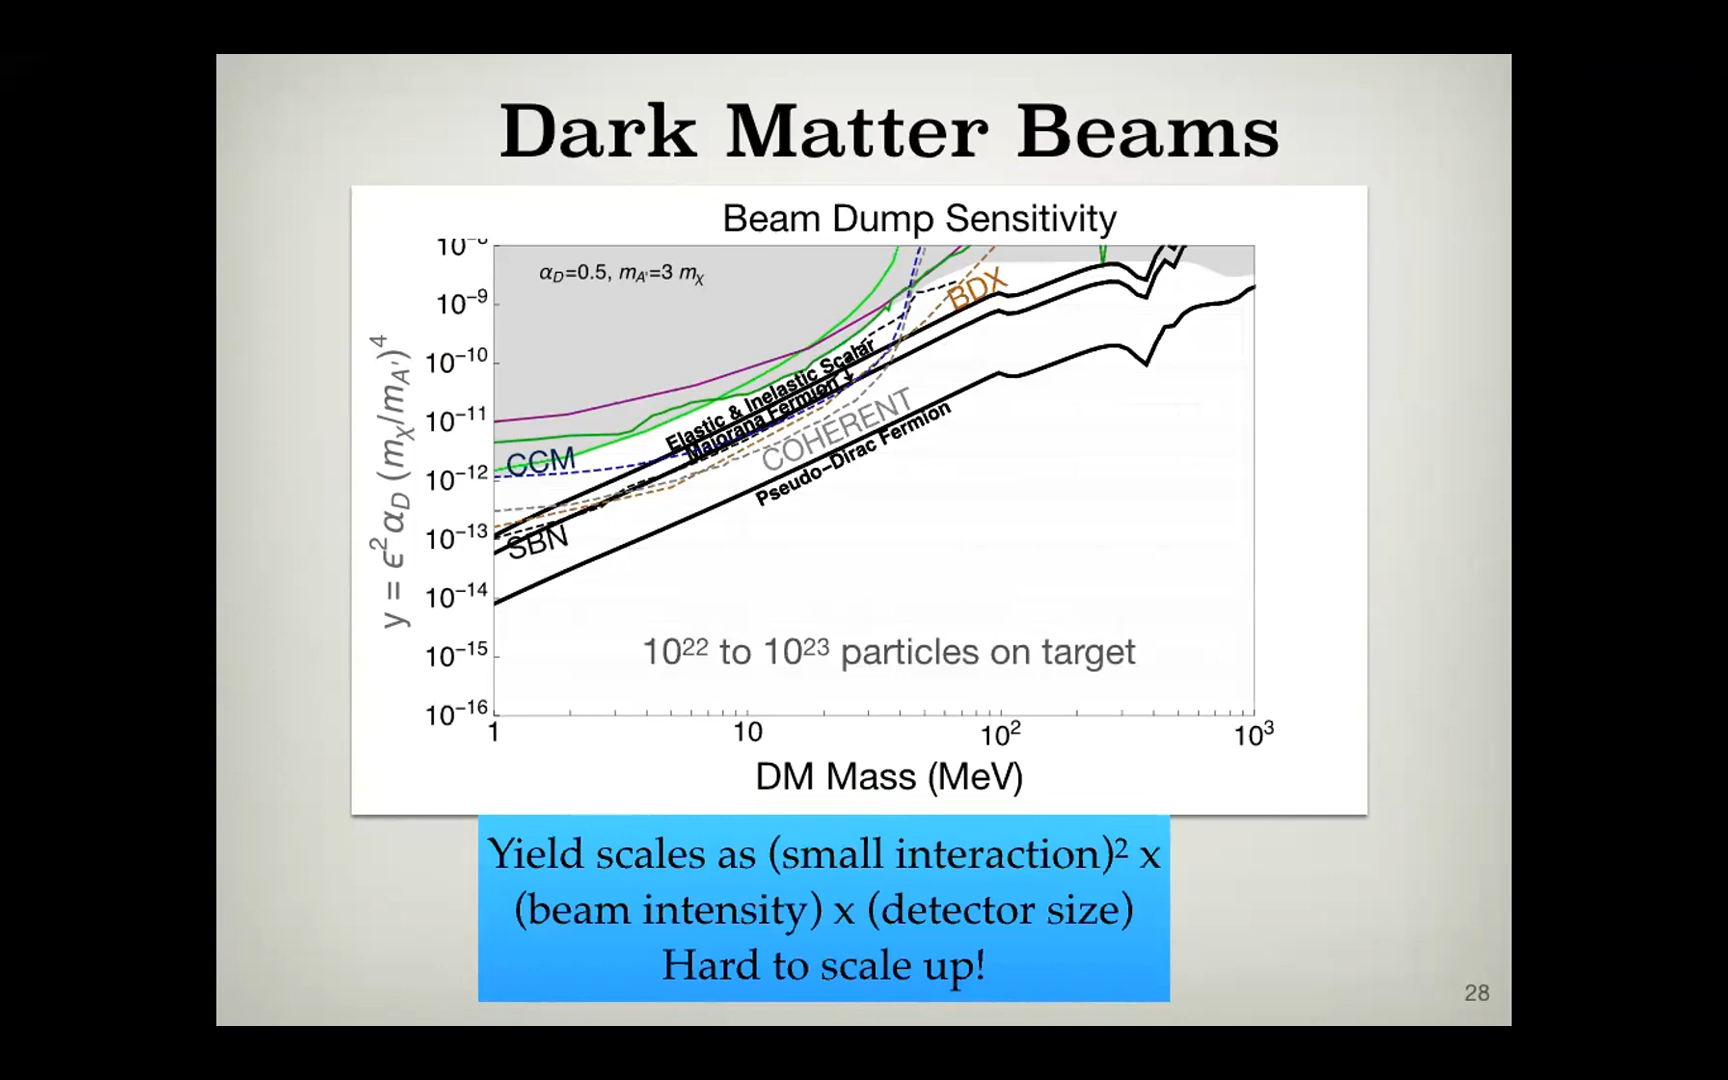 Dark Matter Beams
Beam Dump Sensitivity
α_D=0.5, m_A'=3 m_χ
y = ϵ² α_D (m_χ/m_A')⁴
10⁻⁸
10⁻⁹
10⁻¹⁰
10⁻¹¹
10⁻¹²
10⁻¹³
10⁻¹⁴
10⁻¹⁵
10⁻¹⁶
BDX
Elastic & Inelastic Scalar
Majorana Fermion
COHERENT
Pseudo-Dirac Fermion
CCM
SBN
10²² to 10²³ particles on target
1
10
10²
10³
DM Mass (MeV)
Yield scales as (small interaction)² x
(beam intensity) x (detector size)
Hard to scale up!
28